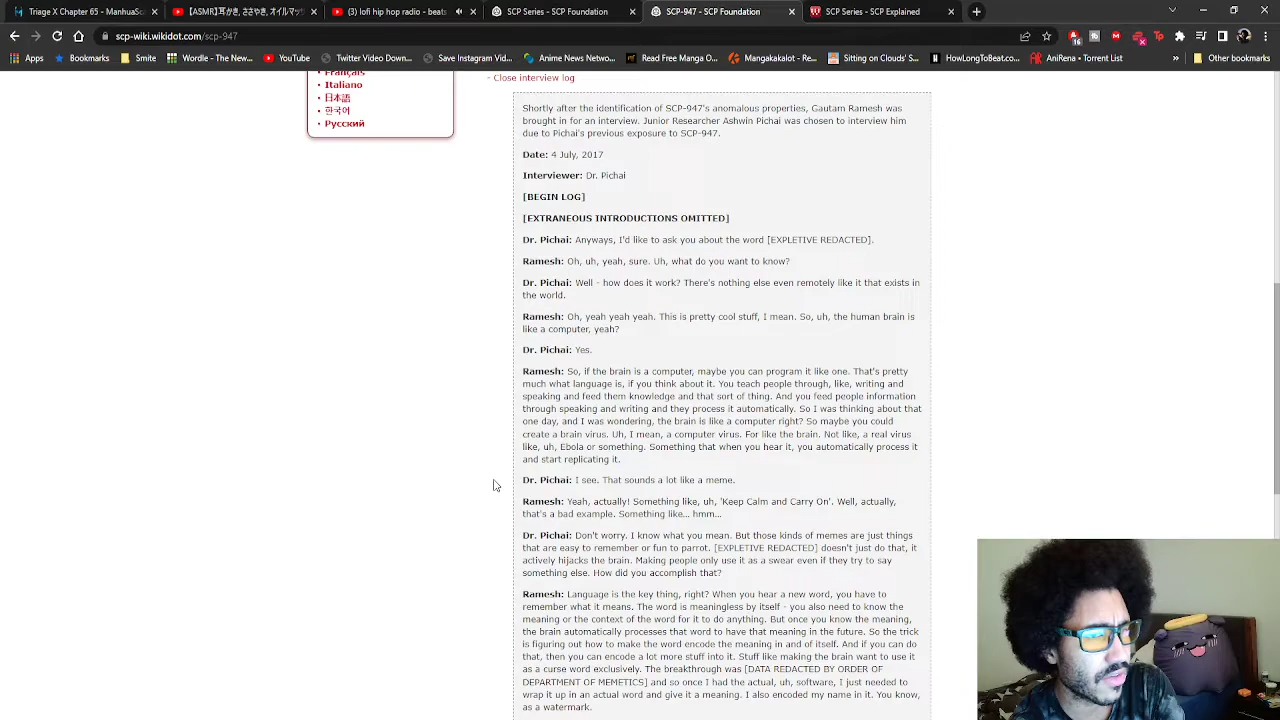 Triage X Chapter 65 - ManhuaSc
【ASMR】耳かき、ささやき、オイルマッ
(3) lofi hip hop radio - beats
SCP Series - SCP Foundation
SCP-947 - SCP Foundation
SCP Series - SCP Explained
scp-wiki.wikidot.com/scp-947
Apps
Bookmarks
Smite
Wordle - The New...
YouTube
Twitter Video Down...
Save Instagram Vid...
Anime News Networ...
Read Free Manga O...
Mangakakalot - Rea...
Sitting on Clouds -...
HowLongToBeat.co...
AniRena : Torrent List
Other bookmarks
Français
Italiano
日本語
한국어
Русский
- Close interview log
Shortly after the identification of SCP-947's anomalous properties, Gautam Ramesh was
brought in for an interview. Junior Researcher Ashwin Pichai was chosen to interview him
due to Pichai's previous exposure to SCP-947.
Date: 4 July, 2017
Interviewer: Dr. Pichai
[BEGIN LOG]
[EXTRANEOUS INTRODUCTIONS OMITTED]
Dr. Pichai: Anyways, I'd like to ask you about the word [EXPLETIVE REDACTED].
Ramesh: Oh, uh, yeah, sure. Uh, what do you want to know?
Dr. Pichai: Well - how does it work? There's nothing else even remotely like it that exists in
the world.
Ramesh: Oh, yeah yeah yeah. This is pretty cool stuff, I mean. So, uh, the human brain is
like a computer, yeah?
Dr. Pichai: Yes.
Ramesh: So, if the brain is a computer, maybe you can program it like one. That's pretty
much what language is, if you think about it. You teach people through, like, writing and
speaking and feed them knowledge and that sort of thing. And you feed people information
through speaking and writing and they process it automatically. So I was thinking about that
one day, and I was wondering, the brain is like a computer right? So maybe you could
create a brain virus. Uh, I mean, a computer virus. For like the brain. Not like, a real virus
like, uh, Ebola or something. Something that when you hear it, you automatically process it
and start replicating it.
Dr. Pichai: I see. That sounds a lot like a meme.
Ramesh: Yeah, actually! Something like, uh, 'Keep Calm and Carry On'. Well, actually,
that's a bad example. Something like... hmm...
Dr. Pichai: Don't worry. I know what you mean. But those kinds of memes are just things
that are easy to remember or fun to parrot. [EXPLETIVE REDACTED] doesn't just do that, it
actively hijacks the brain. Making people only use it as a swear even if they try to say
something else. How did you accomplish that?
Ramesh: Language is the key thing, right? When you hear a new word, you have to
remember what it means. The word is meaningless by itself - you also need to know the
meaning or the context of the word for it to do anything. But once you know the meaning,
the brain automatically processes that word to have that meaning in the future. So the trick
is figuring out how to make the word encode the meaning in and of itself. And if you can do
that, then you can encode a lot more stuff into it. Stuff like making the brain want to use it
as a curse word exclusively. The breakthrough was [DATA REDACTED BY ORDER OF
DEPARTMENT OF MEMETICS] and so once I had the actual, uh, software, I just needed to
wrap it up in an actual word and give it a meaning. I also encoded my name in it. You know,
as a watermark.